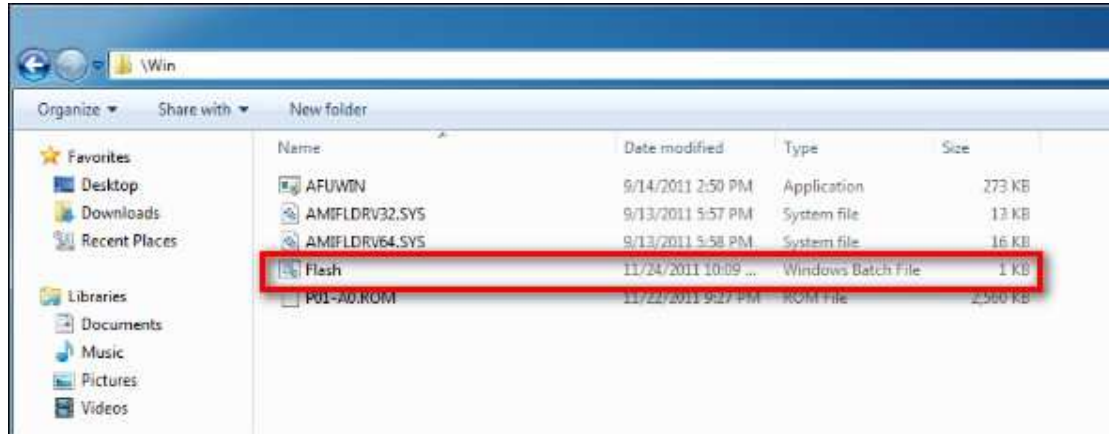 \Win
Organize Share with New folder
Favorites
Desktop
Downloads
Recent Places
Libraries
Documents
Music
Pictures
Videos
Name Date modified Type Size
AFUWIN 9/14/2011 2:50 PM Application 273 KB
AMIFLDRV32.SYS 9/13/2011 5:57 PM System file 13 KB
AMIFLDRV64.SYS 9/13/2011 5:58 PM System file 16 KB
Flash 11/24/2011 10:09 ... Windows Batch File 1 KB
P01-A0.ROM 11/22/2011 9:27 PM ROM File 2,560 KB